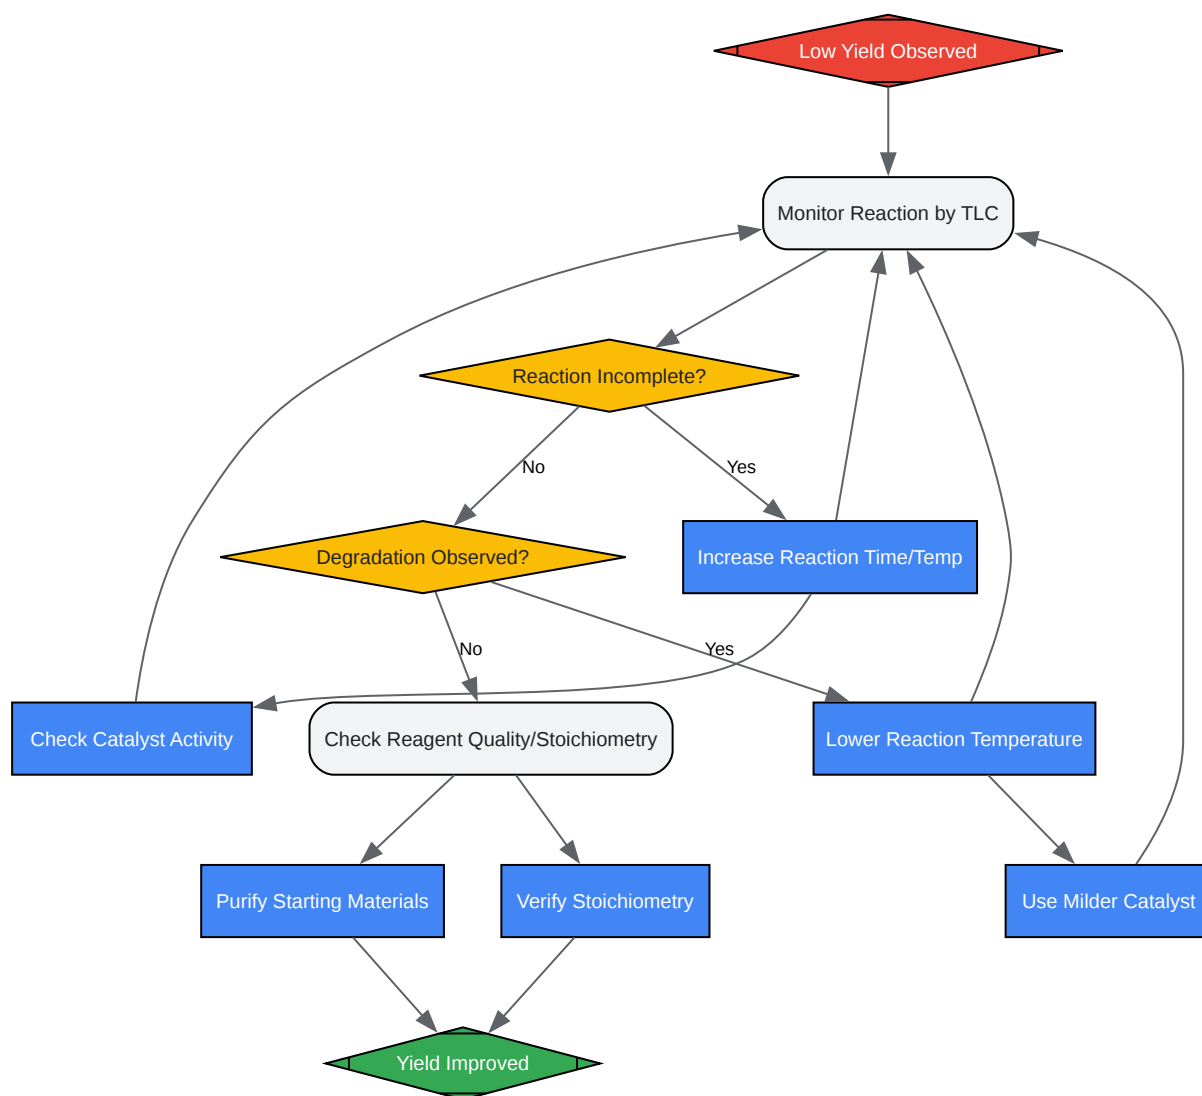 Low Yield Observed
Monitor Reaction by TLC
Reaction Incomplete?
No
Yes
Degradation Observed?
Increase Reaction Time/Temp
No
Yes
Check Catalyst Activity
Check Reagent Quality/Stoichiometry
Lower Reaction Temperature
Purify Starting Materials
Verify Stoichiometry
Use Milder Catalyst
Yield Improved